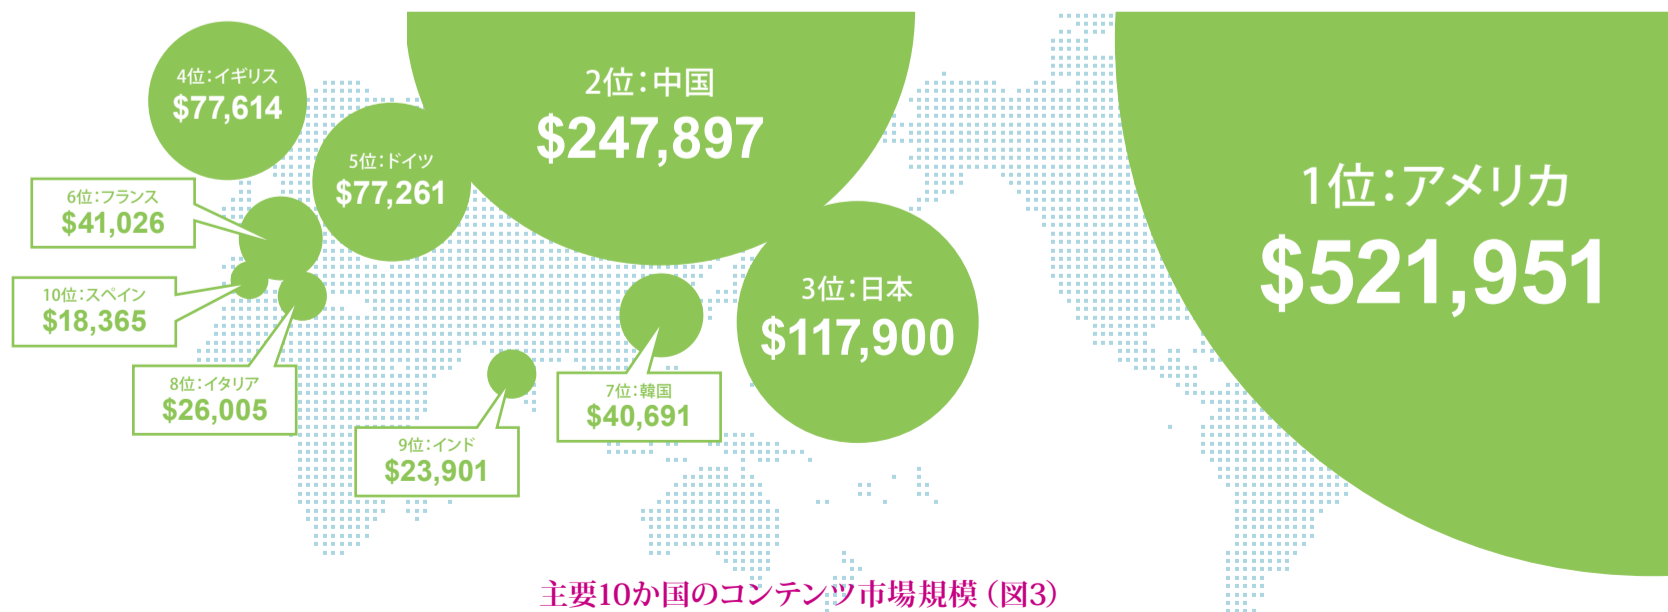 4位：イギリス
$77,614
2位：中国
$247,897
5位：ドイツ
$77,261
1位：アメリカ
$521,951
6位：フランス
$41,026
10位：スペイン
$18,365
3位：日本
$117,900
8位：イタリア
$26,005
7位：韓国
$40,691
9位：インド
$23,901
主要10か国のコンテンツ市場規模（図3）